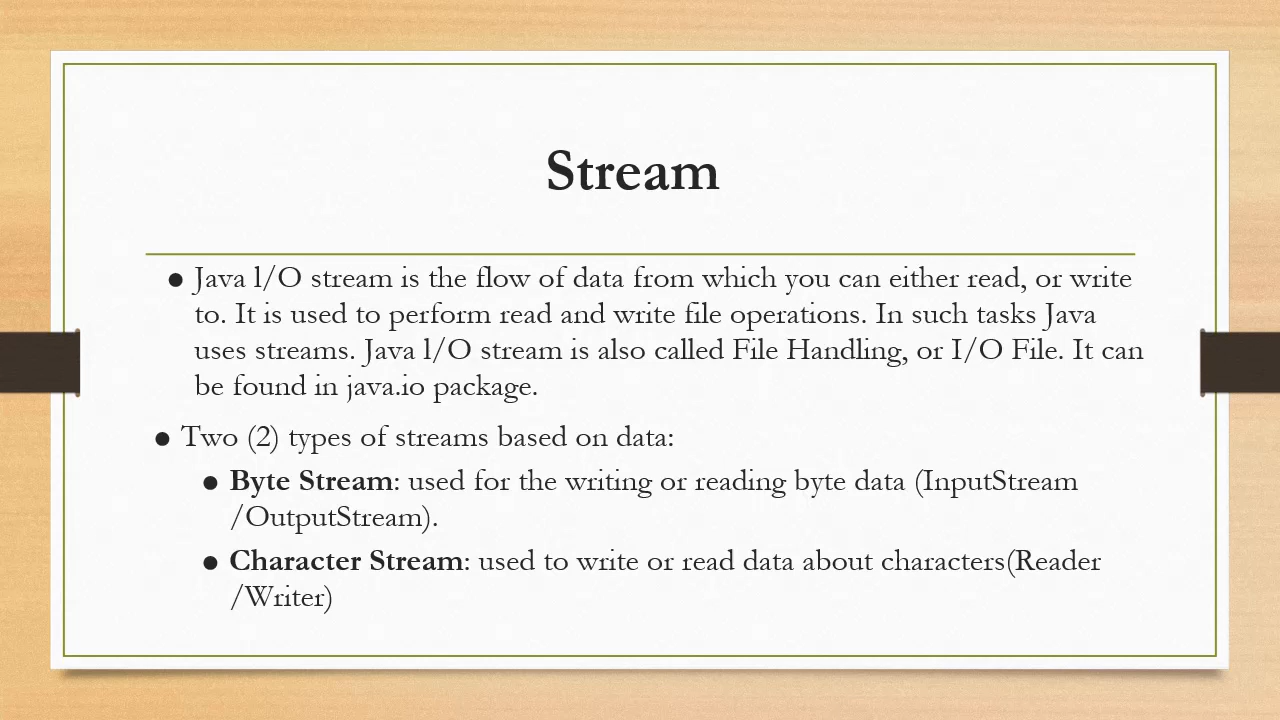 Stream
● Java l/O stream is the flow of data from which you can either read, or write
to. It is used to perform read and write file operations. In such tasks Java
uses streams. Java l/O stream is also called File Handling, or I/O File. It can
be found in java.io package.
● Two (2) types of streams based on data:
● Byte Stream: used for the writing or reading byte data (InputStream
/OutputStream).
● Character Stream: used to write or read data about characters(Reader
/Writer)